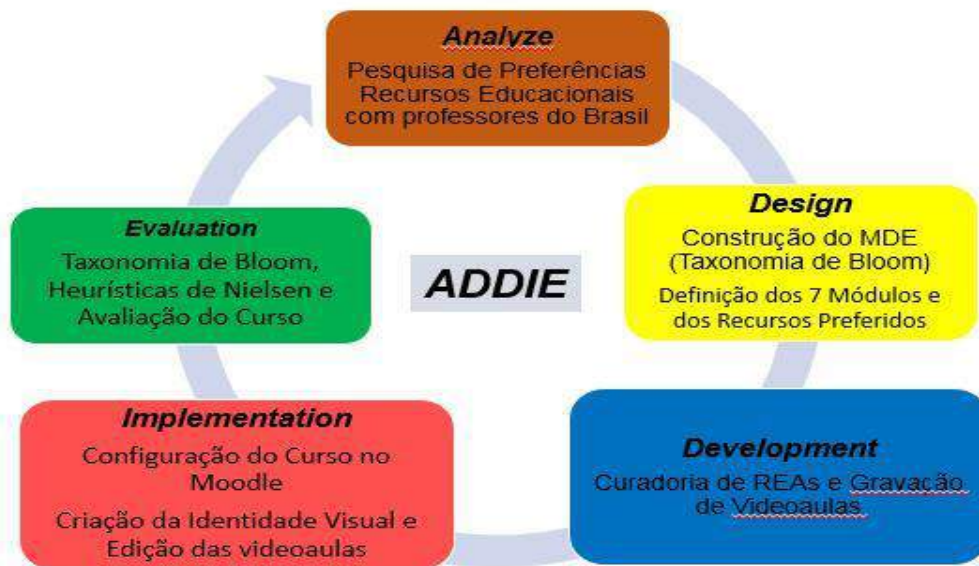 Analyze
Pesquisa de Preferências
Recursos Educacionais
com professores do Brasil
Design
Construção do MDE
(Taxonomia de Bloom)
Definição dos 7 Módulos e
dos Recursos Preferidos
Development
Curadoria de REAs e Gravação
de Videoaulas
Implementation
Configuração do Curso no
Moodle
Criação da Identidade Visual e
Edição das videoaulas
Evaluation
Taxonomia de Bloom,
Heurísticas de Nielsen e
Avaliação do Curso
ADDIE